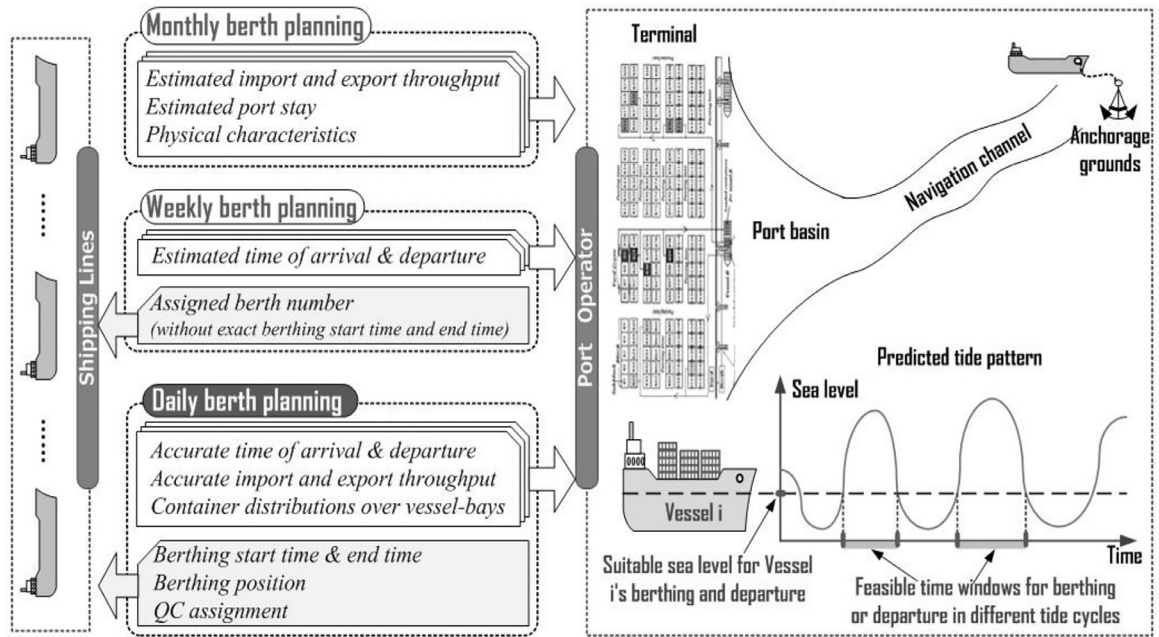 Monthly berth planning
Estimated import and export throughput
Estimated port stay
Physical characteristics
Weekly berth planning
Estimated time of arrival & departure
Assigned berth number
(without exact berthing start time and end time)
Daily berth planning
Accurate time of arrival & departure
Accurate import and export throughput
Container distributions over vessel-bays
Berthing start time & end time
Berthing position
QC assignment
Shipping Lines
Port Operator
Terminal
Anchorage
grounds
Navigation channel
Port basin
Predicted tide pattern
Sea level
Vessel i
Time
Suitable sea level for Vessel
i's berthing and departure
Feasible time windows for berthing
or departure in different tide cycles